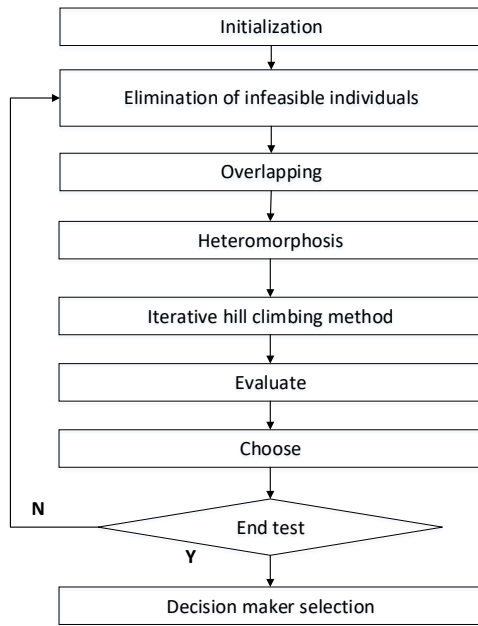 Initialization
Elimination of infeasible individuals
Overlapping
Heteromorphosis
Iterative hill climbing method
Evaluate
Choose
N
End test
Y
Decision maker selection